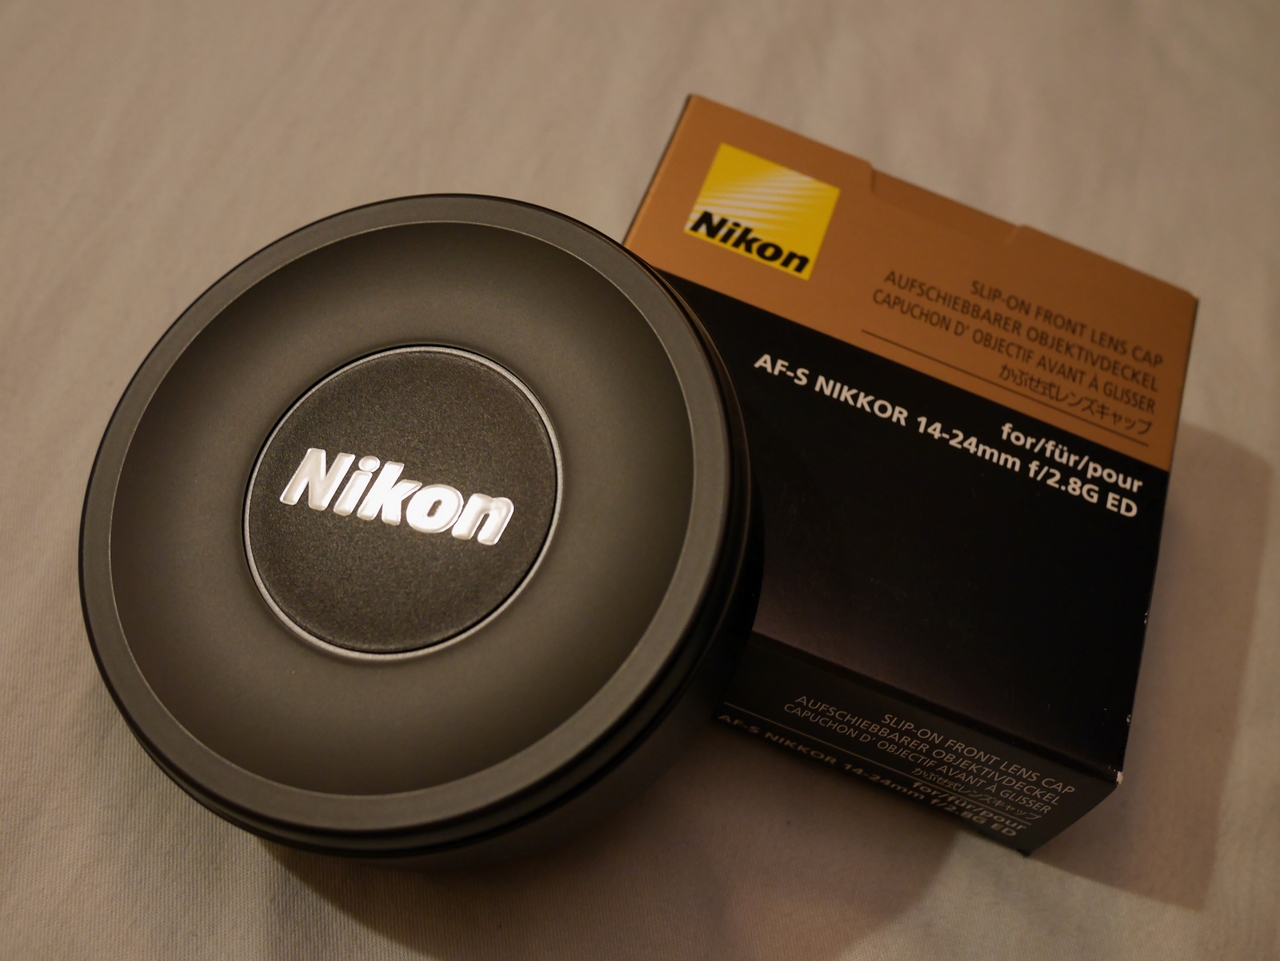 Nikon
Nikon
SLIP-ON FRONT LENS CAP
AUFSCHIEBBARER OBJEKTIVDECKEL
CAPUCHON D' OBJECTIF AVANT À GLISSER
かぶせ式レンズキャップ
for/für/pour
AF-S NIKKOR 14-24mm f/2.8G ED
SLIP-ON FRONT LENS CAP
AUFSCHIEBBARER OBJEKTIVDECKEL
CAPUCHON D' OBJECTIF AVANT À GLISSER
かぶせ式レンズキャップ
for/für/pour
AF-S NIKKOR 14-24mm f/2.8G ED